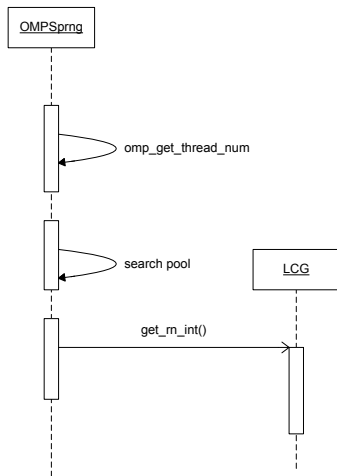 OMPSprng
omp_get_thread_num
search pool
LCG
get_rn_int()